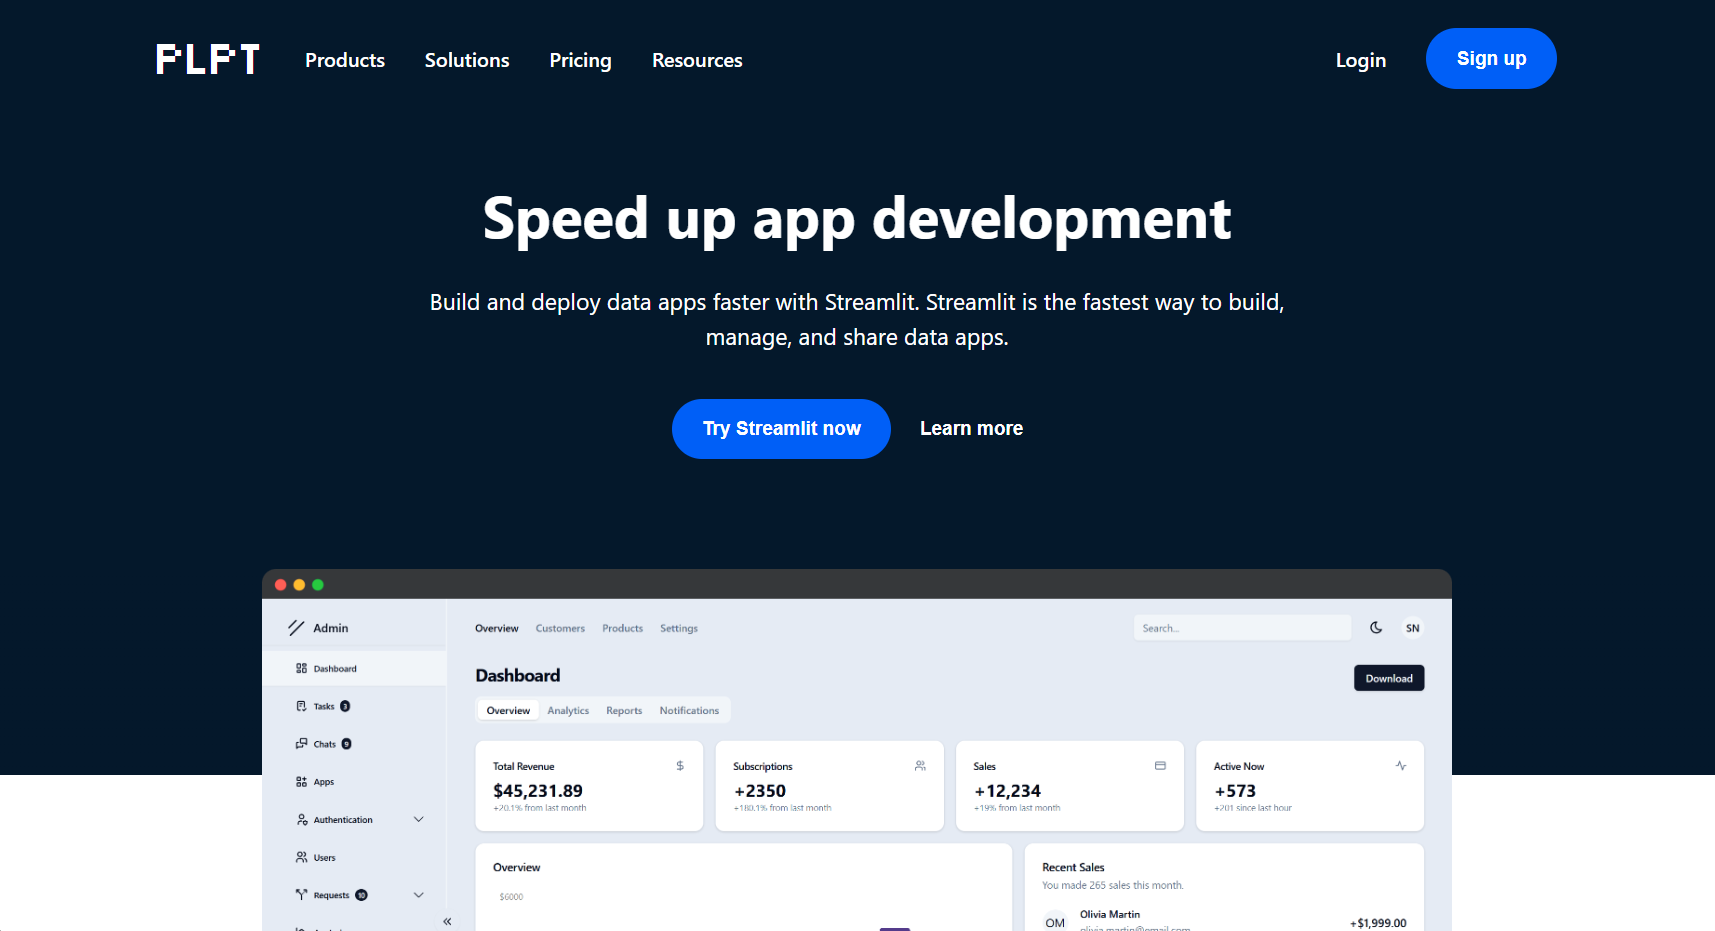 PLPT Products Solutions Pricing Resources Login Sign up
Speed up app development
Build and deploy data apps faster with Streamlit. Streamlit is the fastest way to build,
manage, and share data apps.
Try Streamlit now Learn more
Admin Overview Customers Products Settings Search... SN
Dashboard
Tasks 3
Chats 9
Apps
Authentication
Users
Requests 10
Dashboard Download
Overview Analytics Reports Notifications
Total Revenue $
$45,231.89
+20.1% from last month
Subscriptions
+2350
+180.1% from last month
Sales
+12,234
+19% from last month
Active Now
+573
+201 since last hour
Overview
$6000
Recent Sales
You made 265 sales this month.
OM Olivia Martin +$1,999.00
olivia.martin@email.com